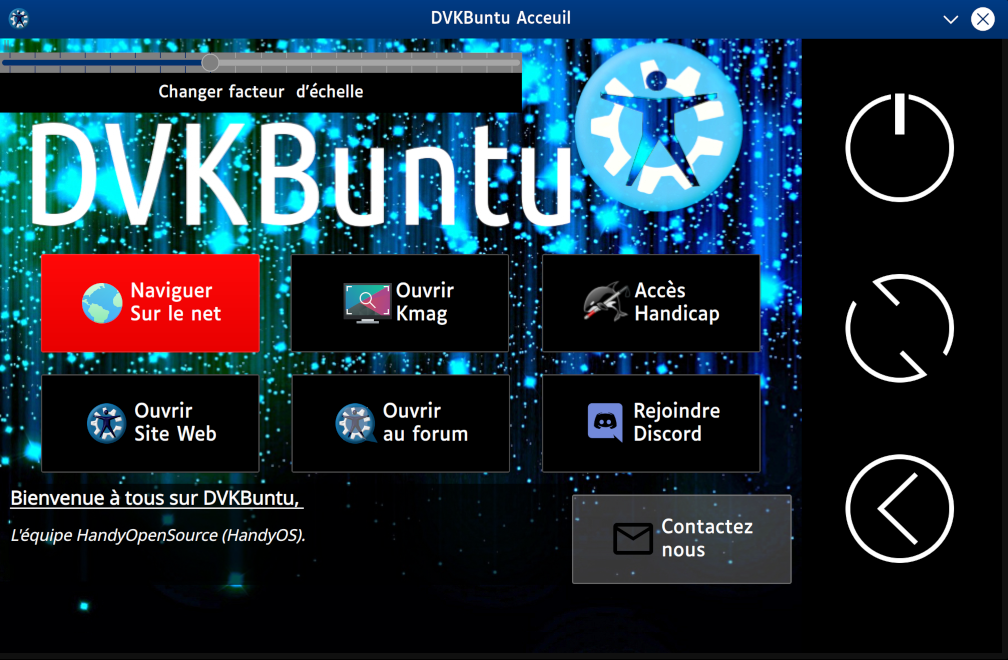 DVKBuntu Acceuil
Changer facteur d'échelle
DVKBuntu
Naviguer
Sur le net
Ouvrir
Kmag
Accès
Handicap
Ouvrir
Site Web
Ouvrir
au forum
Rejoindre
Discord
Bienvenue à tous sur DVKBuntu,
L'équipe HandyOpenSource (HandyOS).
Contactez
nous